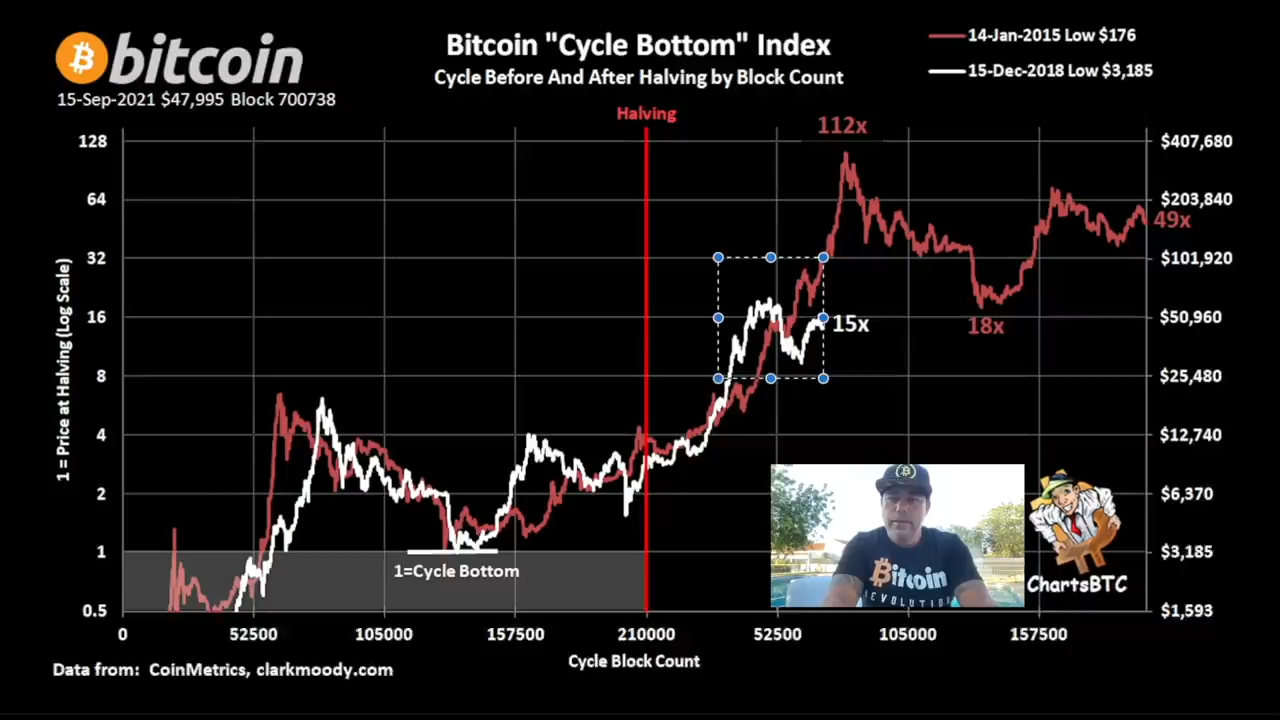 bitcoin
15-Sep-2021 $47,995 Block 700738
Bitcoin "Cycle Bottom" Index
Cycle Before And After Halving by Block Count
14-Jan-2015 Low $176
15-Dec-2018 Low $3,185
Halving
112x
49x
15x
18x
128
64
32
16
8
4
2
1
0.5
1 = Price at Halving (Log Scale)
$407,680
$203,840
$101,920
$50,960
$25,480
$12,740
$6,370
$3,185
$1,593
1=Cycle Bottom
Bitcoin
REVOLUTION
ChartsBTC
0 52500 105000 157500 210000 52500 105000 157500
Cycle Block Count
Data from: CoinMetrics, clarkmoody.com